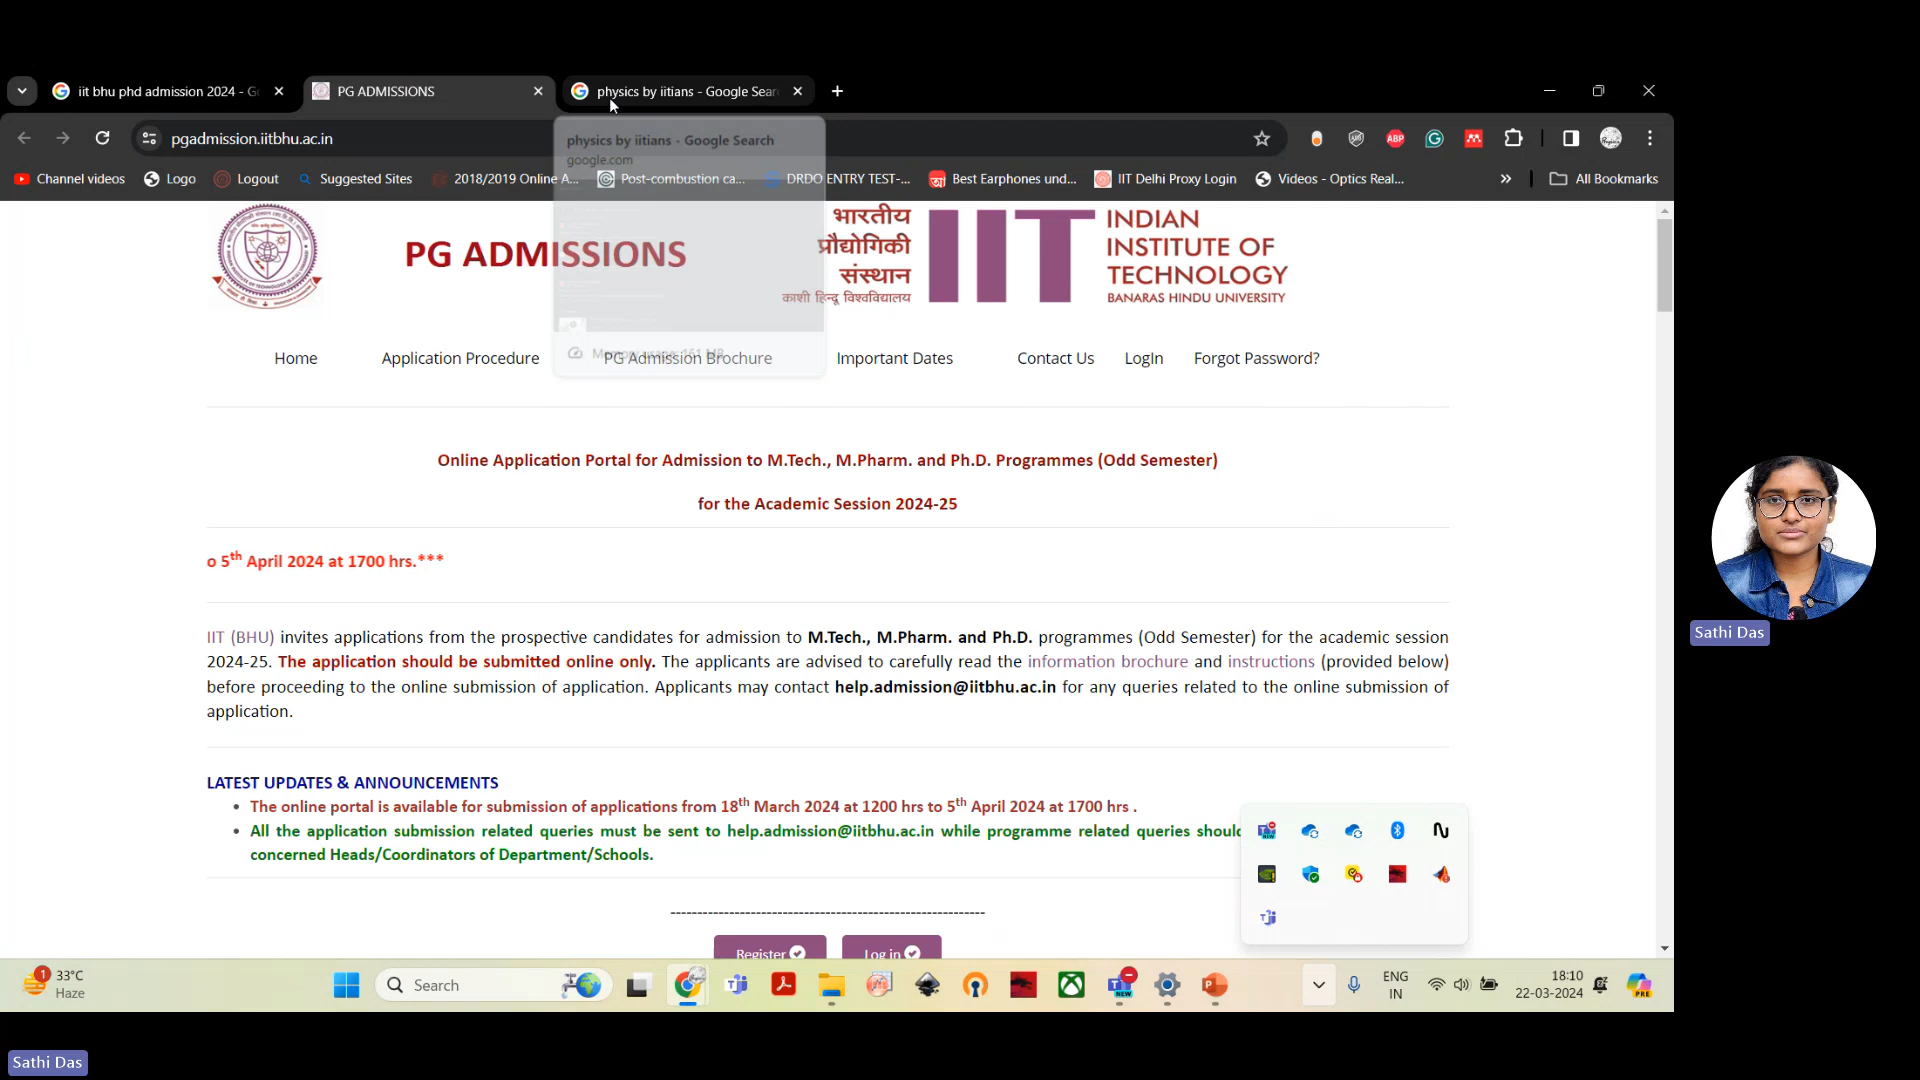 iit bhu phd admission 2024 - G
PG ADMISSIONS
physics by iitians - Google Sear
pgadmission.iitbhu.ac.in
physics by iitians - Google Search
google.com
Channel videos
Logo
Logout
Suggested Sites
2018/2019 Online A...
Post-combustion ca...
DRDO ENTRY TEST-...
Best Earphones und...
IIT Delhi Proxy Login
Videos - Optics Real...
All Bookmarks
PG ADMISSIONS
भारतीय
प्रौद्योगिकी
संस्थान
काशी हिन्दू विश्वविद्यालय
IIT
INDIAN
INSTITUTE OF
TECHNOLOGY
BANARAS HINDU UNIVERSITY
Memory usage: 161 MB
Home
Application Procedure
PG Admission Brochure
Important Dates
Contact Us
LogIn
Forgot Password?
Online Application Portal for Admission to M.Tech., M.Pharm. and Ph.D. Programmes (Odd Semester)
for the Academic Session 2024-25
o 5th April 2024 at 1700 hrs.***
IIT (BHU) invites applications from the prospective candidates for admission to M.Tech., M.Pharm. and Ph.D. programmes (Odd Semester) for the academic session
2024-25. The application should be submitted online only. The applicants are advised to carefully read the information brochure and instructions (provided below)
before proceeding to the online submission of application. Applicants may contact help.admission@iitbhu.ac.in for any queries related to the online submission of
application.
LATEST UPDATES & ANNOUNCEMENTS
• The online portal is available for submission of applications from 18th March 2024 at 1200 hrs to 5th April 2024 at 1700 hrs .
• All the application submission related queries must be sent to help.admission@iitbhu.ac.in while programme related queries shoul
concerned Heads/Coordinators of Department/Schools.
------------------------------------------------------------
Register
Log in
Sathi Das
33°C
Haze
Search
ENG
IN
18:10
22-03-2024
Sathi Das